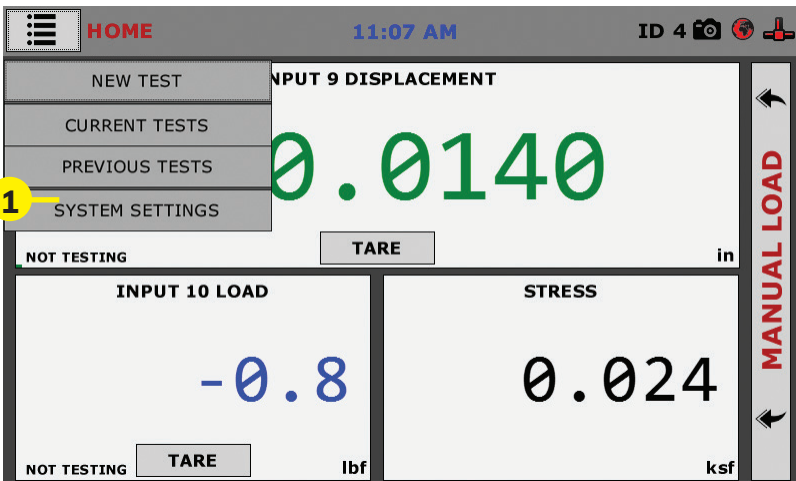 HOME
11:07 AM
ID 4
NEW TEST
CURRENT TESTS
PREVIOUS TESTS
SYSTEM SETTINGS
1
NPUT 9 DISPLACEMENT
0.0140
NOT TESTING
TARE
in
INPUT 10 LOAD
-0.8
NOT TESTING
TARE
lbf
STRESS
0.024
ksf
MANUAL LOAD